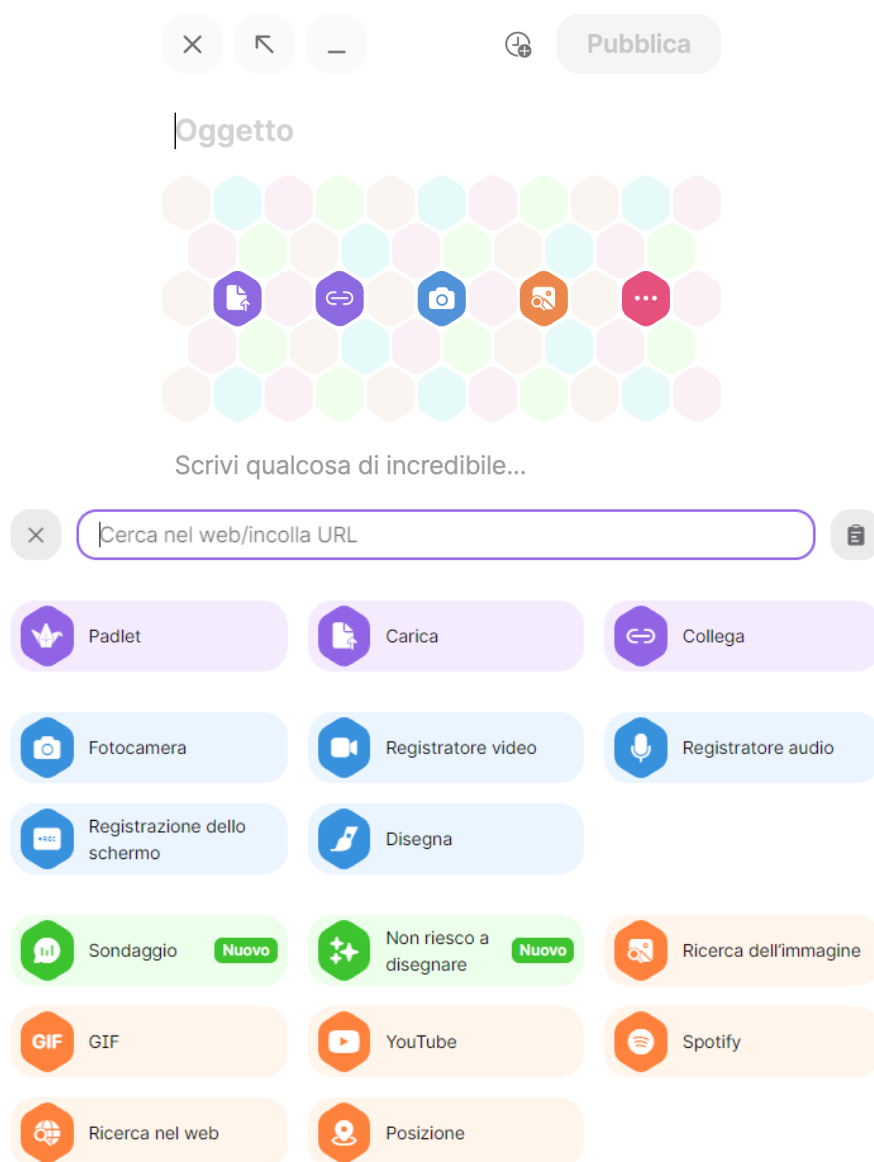 Pubblica
Oggetto
Scrivi qualcosa di incredibile...
Cerca nel web/incolla URL
Padlet
Carica
Collega
Fotocamera
Registratore video
Registratore audio
Registrazione dello
schermo
REC
Disegna
Sondaggio
Nuovo
Non riesco a
disegnare
Nuovo
Ricerca dell'immagine
GIF
GIF
YouTube
Spotify
Ricerca nel web
Posizione